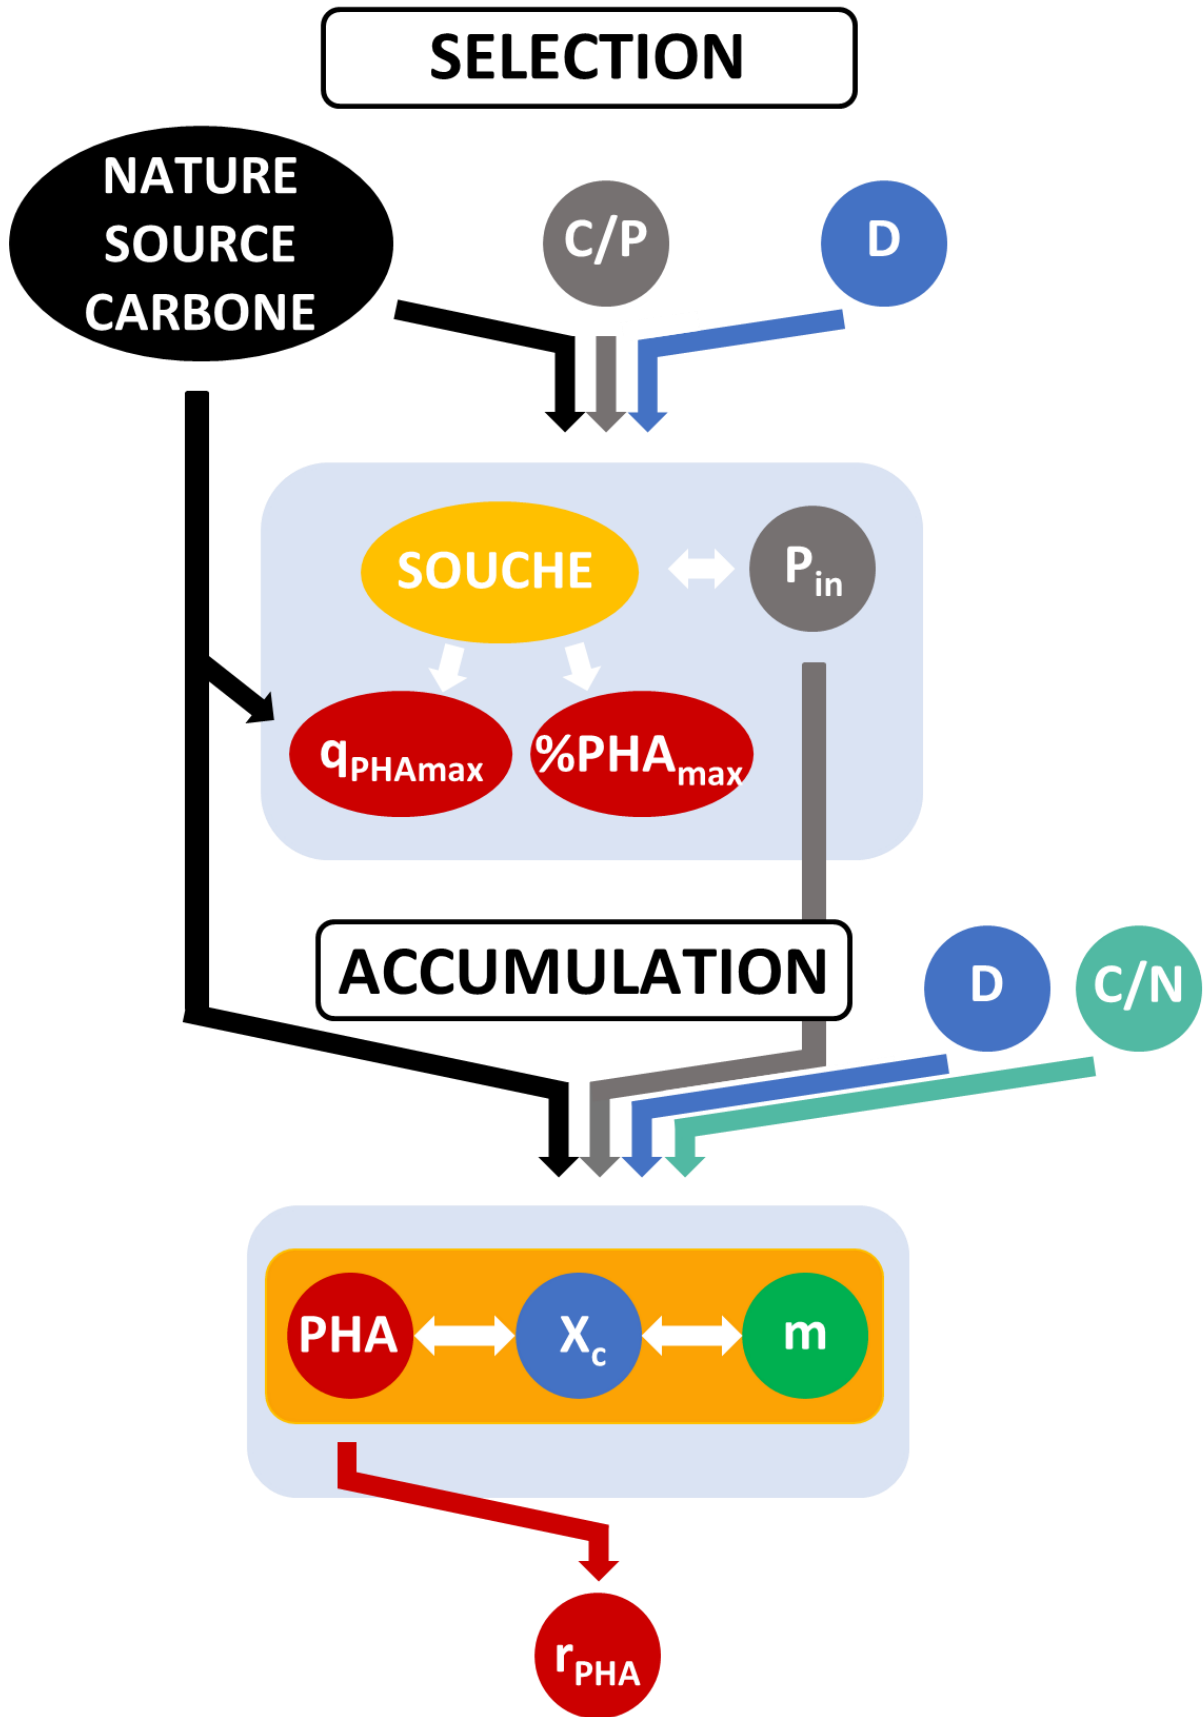 SELECTION
NATURE
SOURCE
CARBONE
C/P
D
SOUCHE
Pin
qPHAmax
%PHAmax
ACCUMULATION
D
C/N
PHA
Xc
m
rPHA